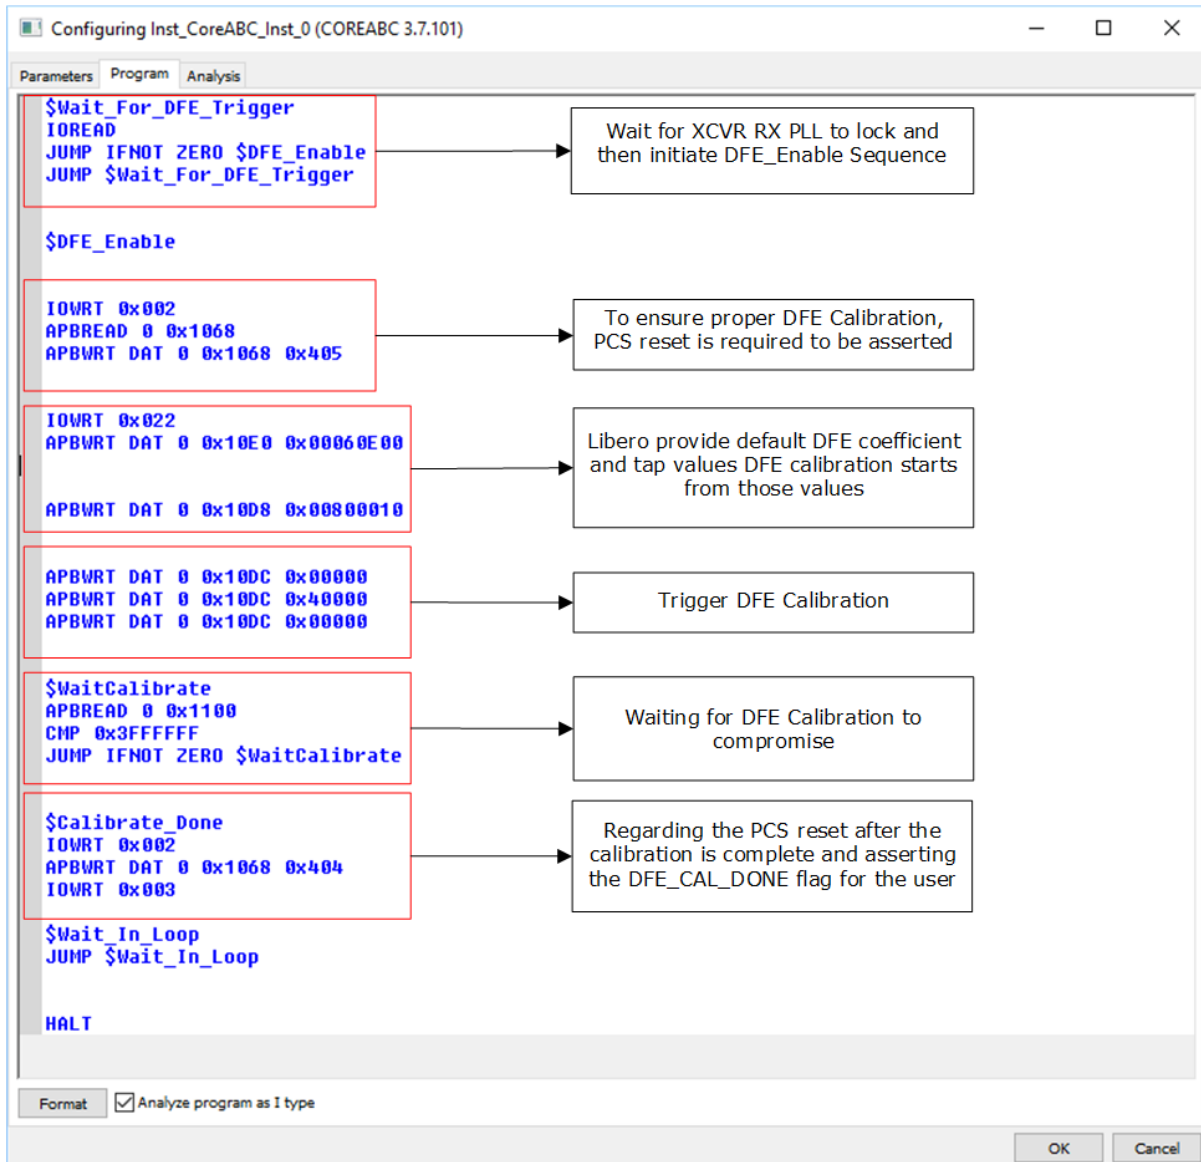 Configuring Inst_CoreABC_Inst_0 (COREABC 3.7.101)
Parameters Program Analysis
$Wait_For_DFE_Trigger
IOREAD
JUMP IFNOT ZERO $DFE_Enable
JUMP $Wait_For_DFE_Trigger
Wait for XCVR RX PLL to lock and
then initiate DFE_Enable Sequence
$DFE_Enable
IOWRT 0x002
APBREAD 0 0x1068
APBWRT DAT 0 0x1068 0x405
To ensure proper DFE Calibration,
PCS reset is required to be asserted
IOWRT 0x022
APBWRT DAT 0 0x10E0 0x00060E00
APBWRT DAT 0 0x10D8 0x00800010
Libero provide default DFE coefficient
and tap values DFE calibration starts
from those values
APBWRT DAT 0 0x10DC 0x00000
APBWRT DAT 0 0x10DC 0x40000
APBWRT DAT 0 0x10DC 0x00000
Trigger DFE Calibration
$WaitCalibrate
APBREAD 0 0x1100
CMP 0x3FFFFFF
JUMP IFNOT ZERO $WaitCalibrate
Waiting for DFE Calibration to
compromise
$Calibrate_Done
IOWRT 0x002
APBWRT DAT 0 0x1068 0x404
IOWRT 0x003
Regarding the PCS reset after the
calibration is complete and asserting
the DFE_CAL_DONE flag for the user
$Wait_In_Loop
JUMP $Wait_In_Loop
HALT
Format Analyze program as I type
OK Cancel